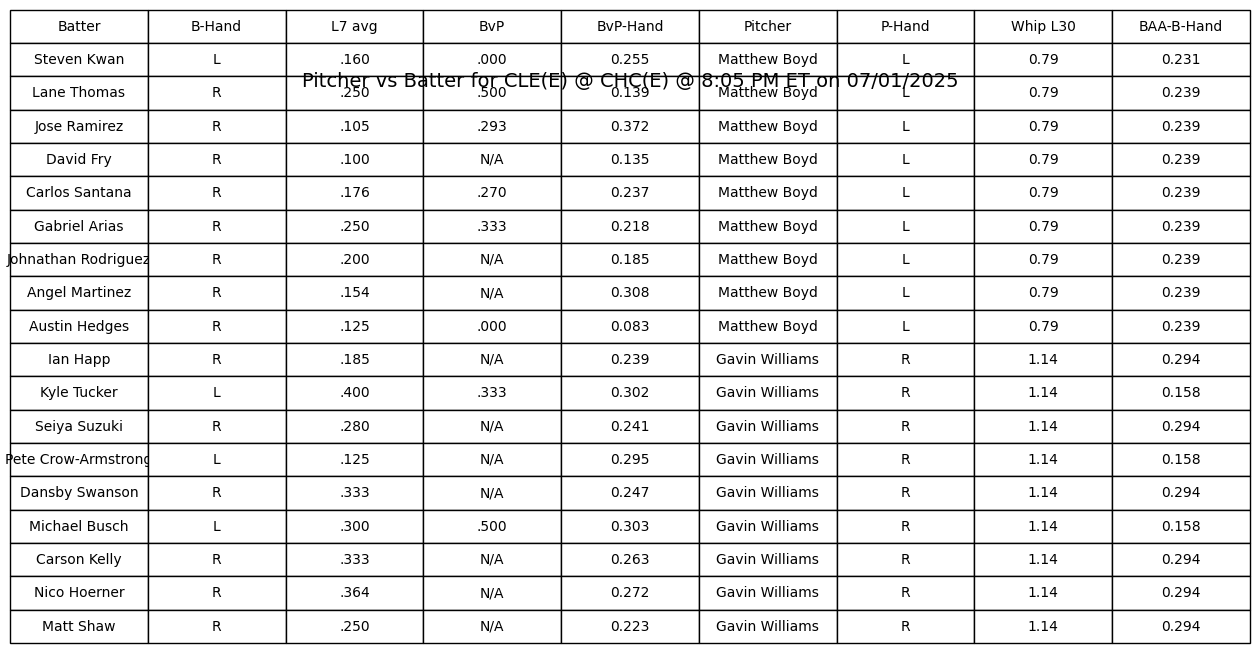 Batter B-Hand L7 avg BvP BvP-Hand Pitcher P-Hand Whip L30 BAA-B-Hand
Steven Kwan L .160 .000 0.255 Matthew Boyd L 0.79 0.231
Pitcher vs Batter for CLE(E) @ CHC(E) @ 8:05 PM ET on 07/01/2025
Lane Thomas R .250 .500 0.139 Matthew Boyd L 0.79 0.239
Jose Ramirez R .105 .293 0.372 Matthew Boyd L 0.79 0.239
David Fry R .100 N/A 0.135 Matthew Boyd L 0.79 0.239
Carlos Santana R .176 .270 0.237 Matthew Boyd L 0.79 0.239
Gabriel Arias R .250 .333 0.218 Matthew Boyd L 0.79 0.239
Johnathan Rodriguez R .200 N/A 0.185 Matthew Boyd L 0.79 0.239
Angel Martinez R .154 N/A 0.308 Matthew Boyd L 0.79 0.239
Austin Hedges R .125 .000 0.083 Matthew Boyd L 0.79 0.239
Ian Happ R .185 N/A 0.239 Gavin Williams R 1.14 0.294
Kyle Tucker L .400 .333 0.302 Gavin Williams R 1.14 0.158
Seiya Suzuki R .280 N/A 0.241 Gavin Williams R 1.14 0.294
Pete Crow-Armstrong L .125 N/A 0.295 Gavin Williams R 1.14 0.158
Dansby Swanson R .333 N/A 0.247 Gavin Williams R 1.14 0.294
Michael Busch L .300 .500 0.303 Gavin Williams R 1.14 0.158
Carson Kelly R .333 N/A 0.263 Gavin Williams R 1.14 0.294
Nico Hoerner R .364 N/A 0.272 Gavin Williams R 1.14 0.294
Matt Shaw R .250 N/A 0.223 Gavin Williams R 1.14 0.294